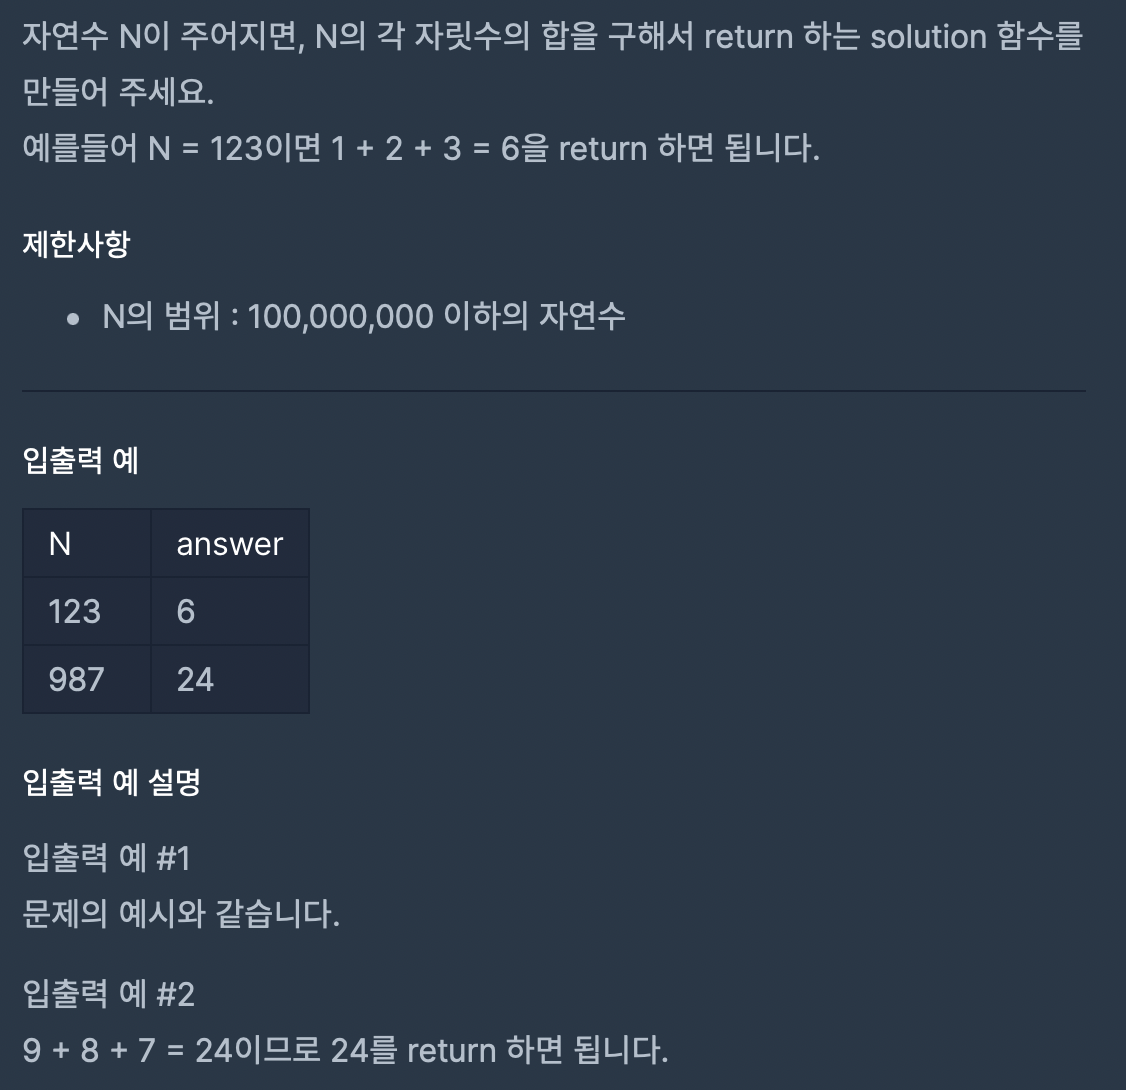 자연수 N이 주어지면, N의 각 자릿수의 합을 구해서 return 하는 solution 함수를
만들어 주세요.
예를들어 N = 123이면 1 + 2 + 3 = 6을 return 하면 됩니다.
제한사항
• N의 범위 : 100,000,000 이하의 자연수
입출력 예
N answer
123 6
987 24
입출력 예 설명
입출력 예 #1
문제의 예시와 같습니다.
입출력 예 #2
9 + 8 + 7 = 24이므로 24를 return 하면 됩니다.